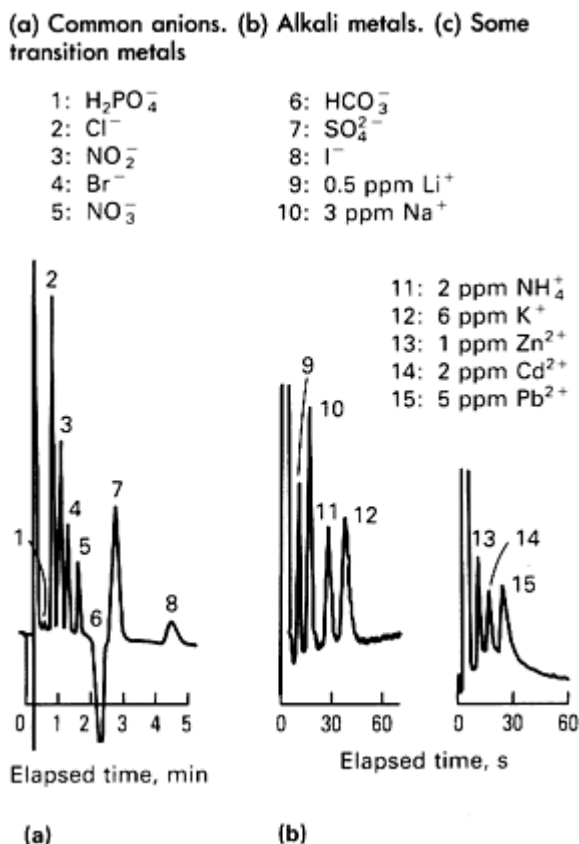 (a) Common anions. (b) Alkali metals. (c) Some
transition metals
1: H₂PO₄⁻
2: Cl⁻
3: NO₂⁻
4: Br⁻
5: NO₃⁻
6: HCO₃⁻
7: SO₄²⁻
8: I⁻
9: 0.5 ppm Li⁺
10: 3 ppm Na⁺
11: 2 ppm NH₄⁺
12: 6 ppm K⁺
13: 1 ppm Zn²⁺
14: 2 ppm Cd²⁺
15: 5 ppm Pb²⁺
2
3
1
4
5
6
7
8
0 1 2 3 4 5
Elapsed time, min
(a)
9
10
11
12
0 30 60
13
14
15
0 30 60
Elapsed time, s
(b)